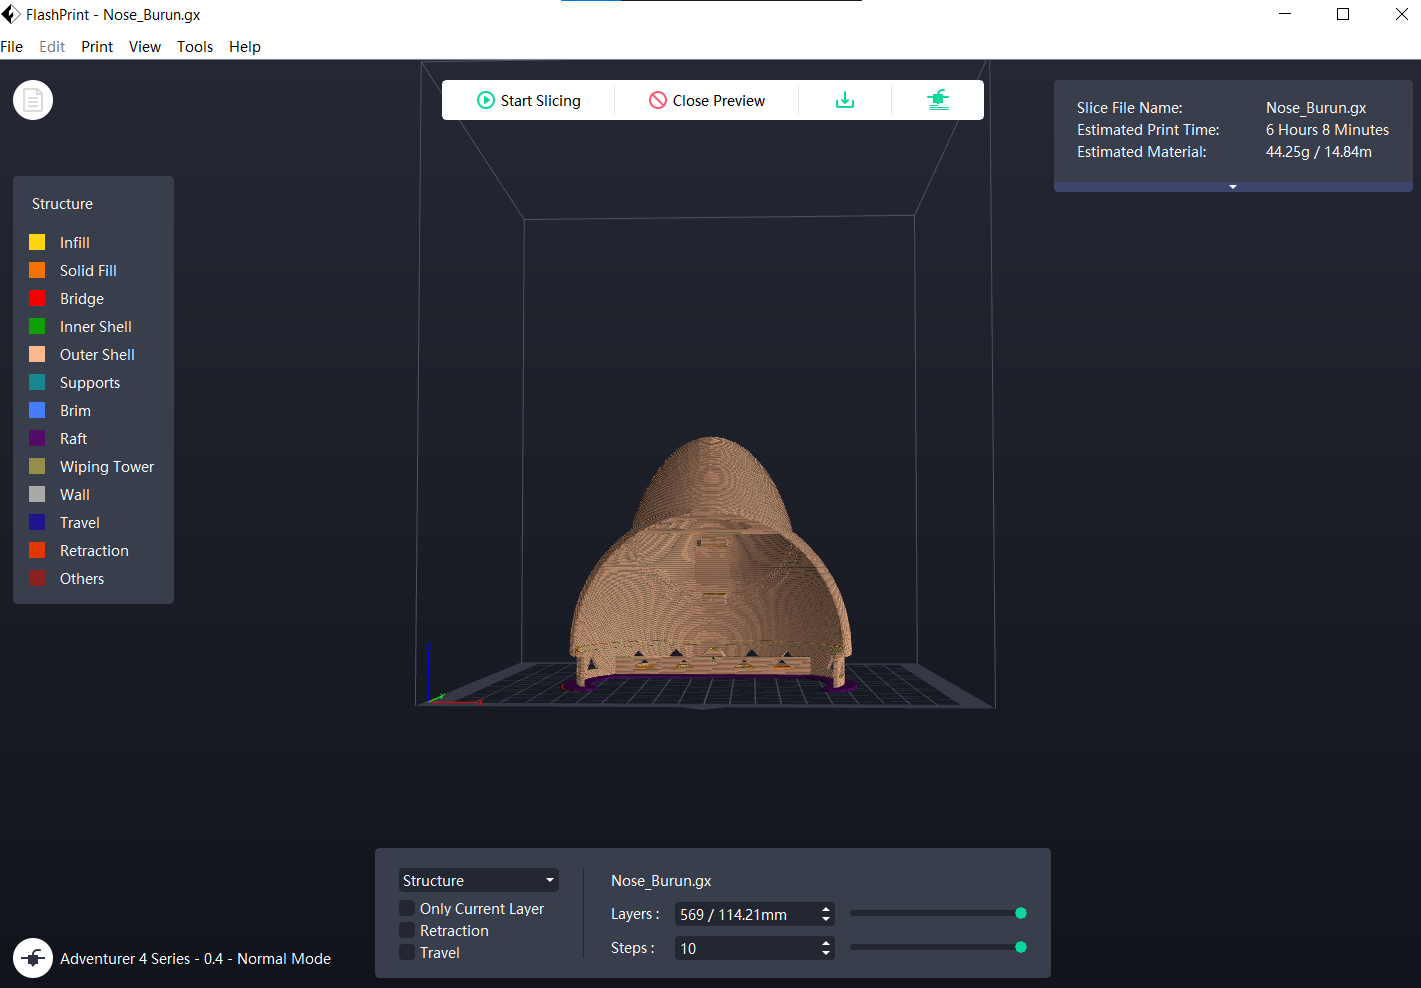 FlashPrint - Nose_Burun.gx
File Edit Print View Tools Help
Start Slicing Close Preview
Slice File Name: Nose_Burun.gx
Estimated Print Time: 6 Hours 8 Minutes
Estimated Material: 44.25g / 14.84m
Structure
Infill
Solid Fill
Bridge
Inner Shell
Outer Shell
Supports
Brim
Raft
Wiping Tower
Wall
Travel
Retraction
Others
Structure
Only Current Layer
Retraction
Travel
Nose_Burun.gx
Layers : 569 / 114.21mm
Steps : 10
Adventurer 4 Series - 0.4 - Normal Mode